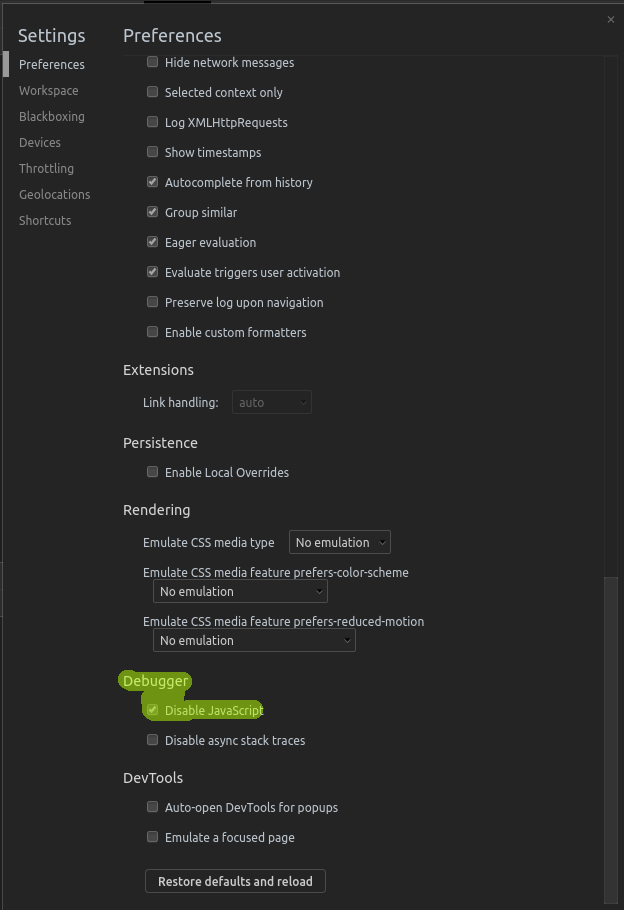 Settings
Preferences
Workspace
Blackboxing
Devices
Throttling
Geolocations
Shortcuts
Preferences
Hide network messages
Selected context only
Log XMLHttpRequests
Show timestamps
Autocomplete from history
Group similar
Eager evaluation
Evaluate triggers user activation
Preserve log upon navigation
Enable custom formatters
Extensions
Link handling: auto
Persistence
Enable Local Overrides
Rendering
Emulate CSS media type No emulation
Emulate CSS media feature prefers-color-scheme
No emulation
Emulate CSS media feature prefers-reduced-motion
No emulation
Debugger
Disable JavaScript
Disable async stack traces
DevTools
Auto-open DevTools for popups
Emulate a focused page
Restore defaults and reload